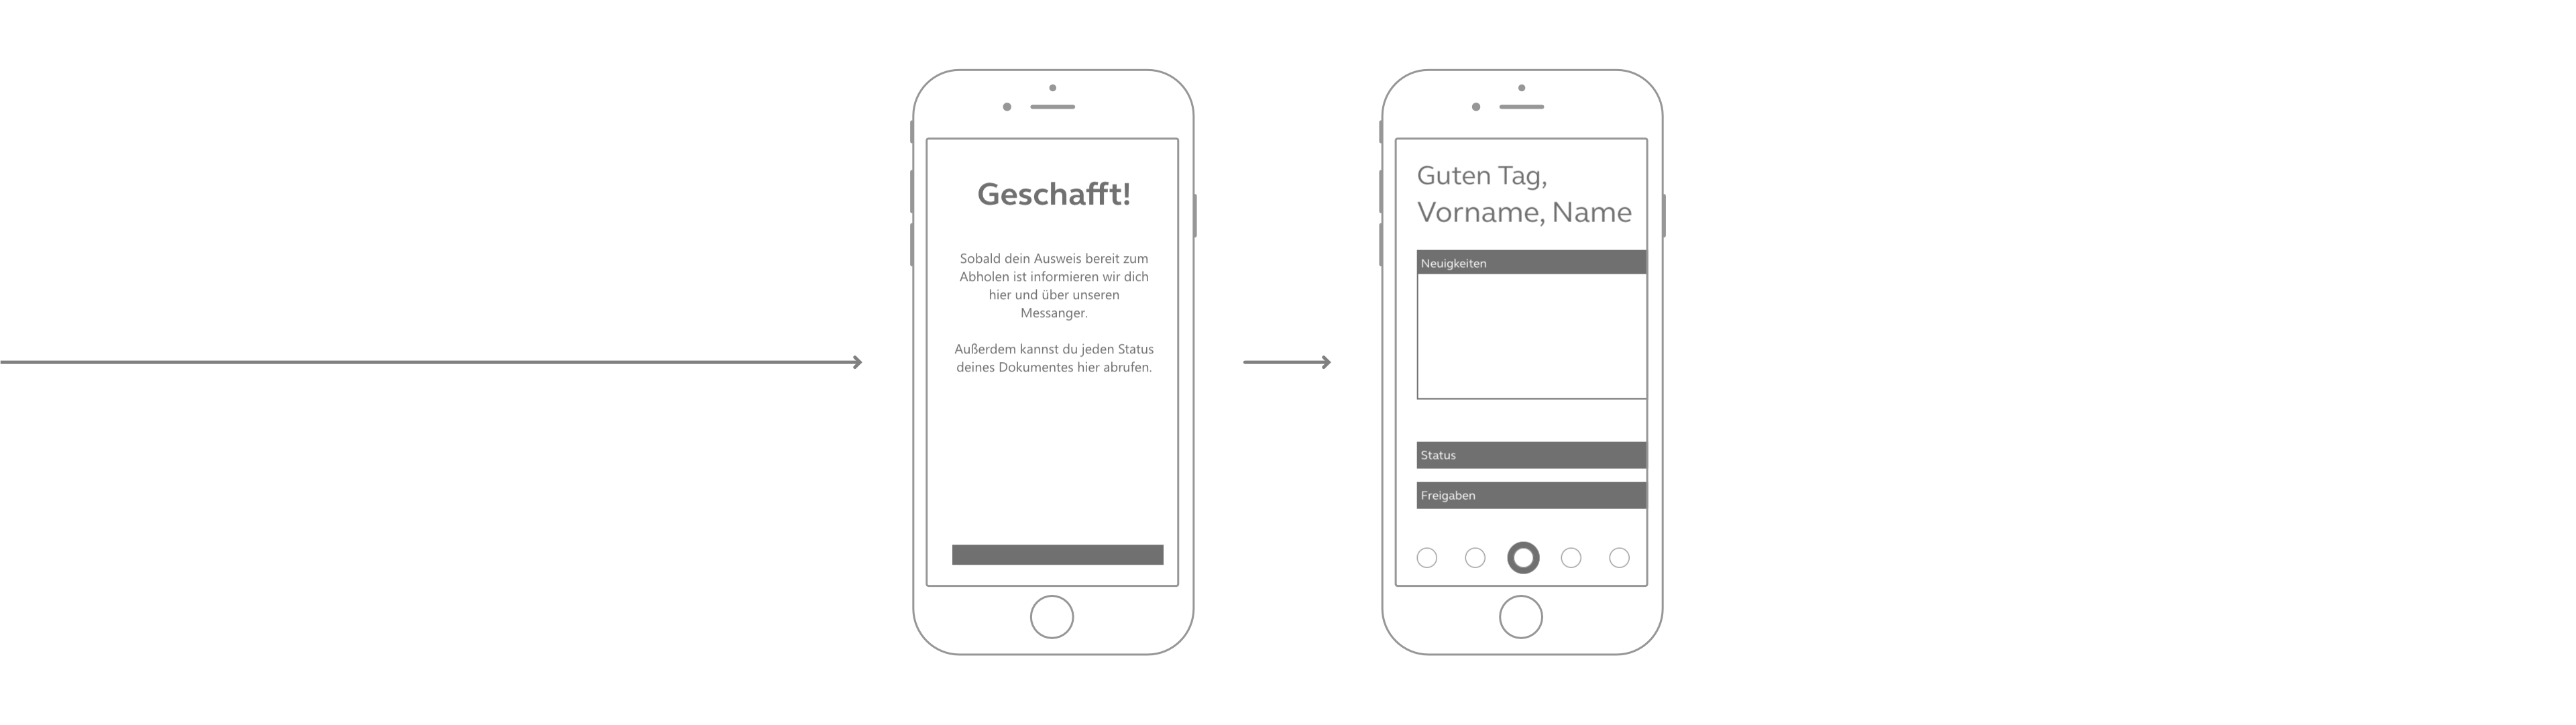 Geschafft!
Sobald dein Ausweis bereit zum
Abholen ist informieren wir dich
hier und über unseren
Messanger.
Außerdem kannst du jeden Status
deines Dokumentes hier abrufen.
Guten Tag,
Vorname, Name
Neuigkeiten
Status
Freigaben